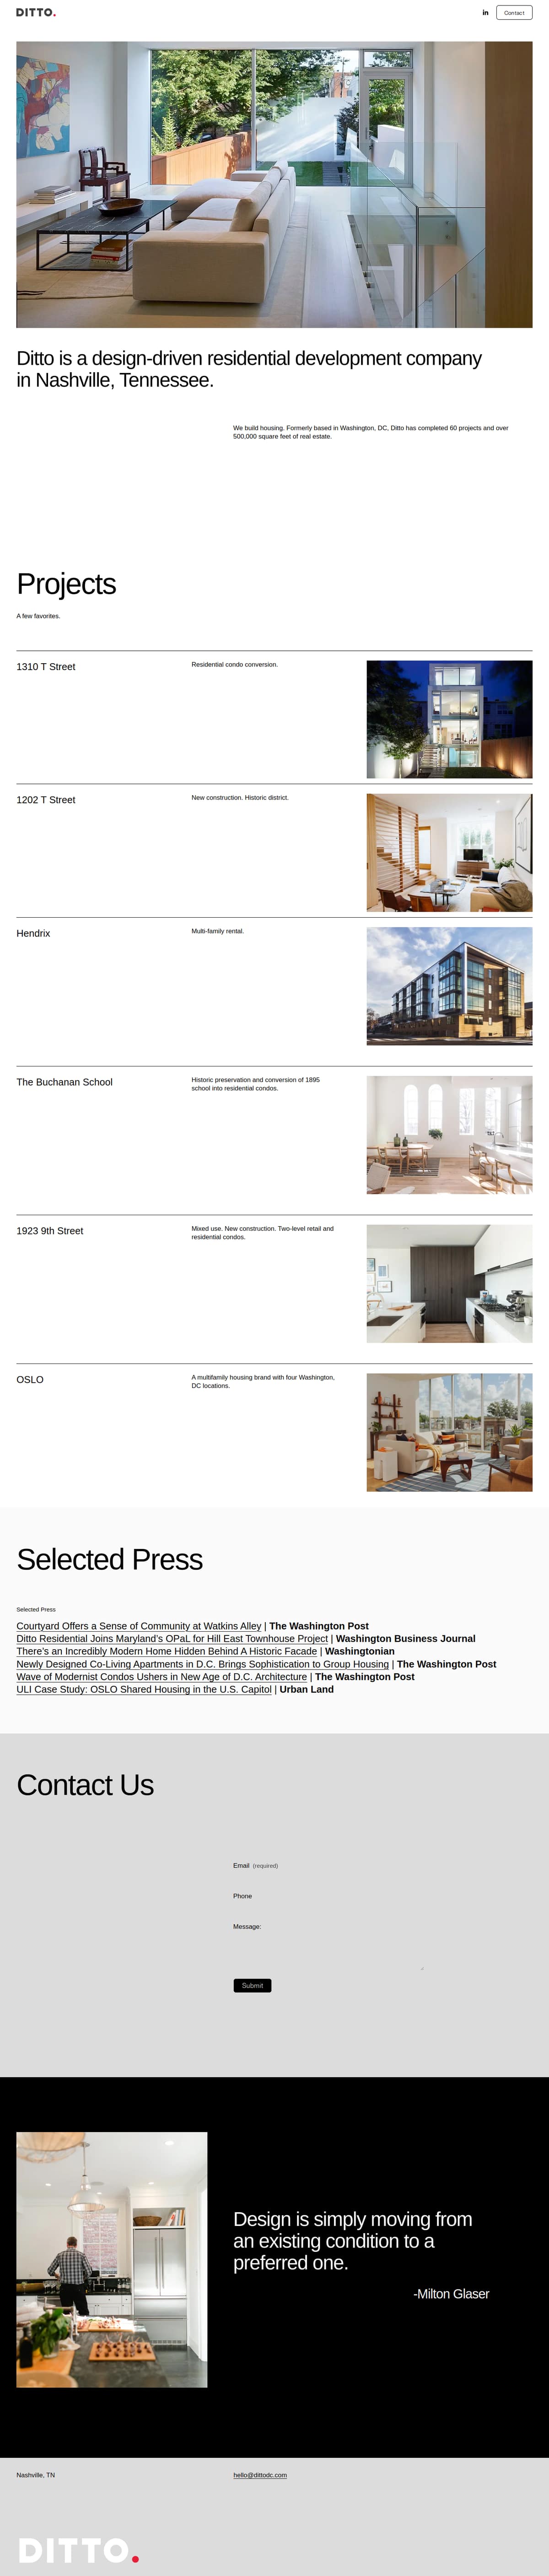 DITTO.
in
Contact
Ditto is a design-driven residential development company
in Nashville, Tennessee.
We build housing. Formerly based in Washington, DC, Ditto has completed 60 projects and over
500,000 square feet of real estate.
Projects
A few favorites.
1310 T Street
Residential condo conversion.
1202 T Street
New construction. Historic district.
Hendrix
Multi-family rental.
The Buchanan School
Historic preservation and conversion of 1895
school into residential condos.
1923 9th Street
Mixed use. New construction. Two-level retail and
residential condos.
OSLO
A multifamily housing brand with four Washington,
DC locations.
Selected Press
Selected Press
Courtyard Offers a Sense of Community at Watkins Alley | The Washington Post
Ditto Residential Joins Maryland’s OPaL for Hill East Townhouse Project | Washington Business Journal
There’s an Incredibly Modern Home Hidden Behind A Historic Facade | Washingtonian
Newly Designed Co-Living Apartments in D.C. Brings Sophistication to Group Housing | The Washington Post
Wave of Modernist Condos Ushers in New Age of D.C. Architecture | The Washington Post
ULI Case Study: OSLO Shared Housing in the U.S. Capitol | Urban Land
Contact Us
Email (required)
Phone
Message:
Submit
Design is simply moving from
an existing condition to a
preferred one.
-Milton Glaser
Nashville, TN
hello@dittodc.com
DITTO.